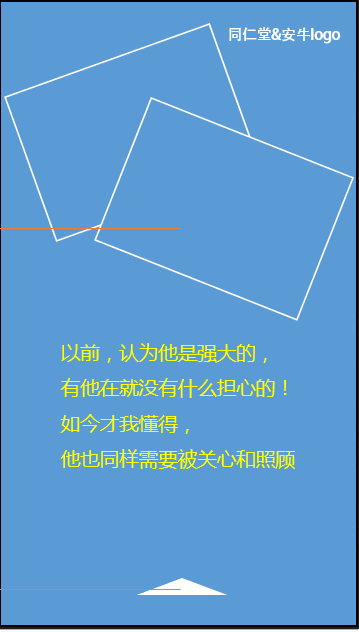 同仁堂&安牛logo
以前，认为他是强大的，
有他在就没有什么担心的！
如今才我懂得，
他也同样需要被关心和照顾